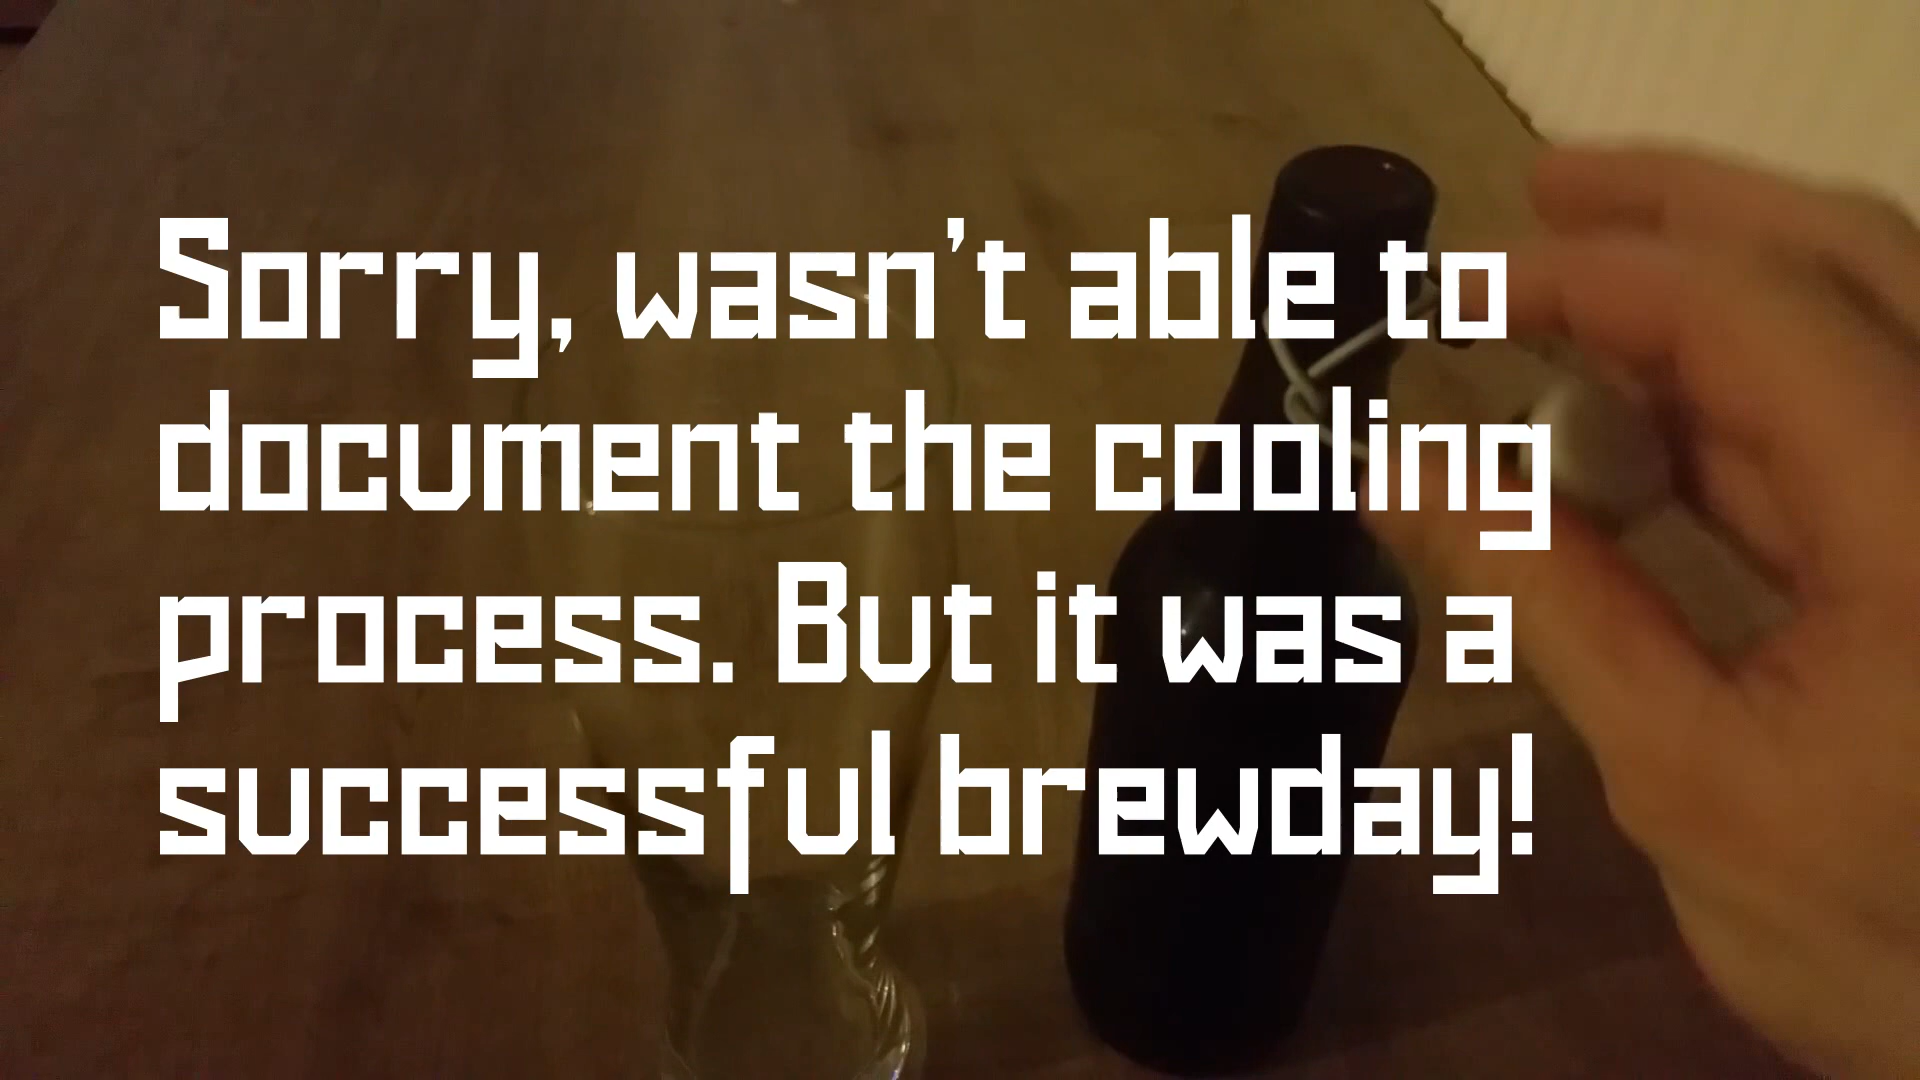 Sorry, wasn't able to
document the cooling
process. But it was a
successful brewday!